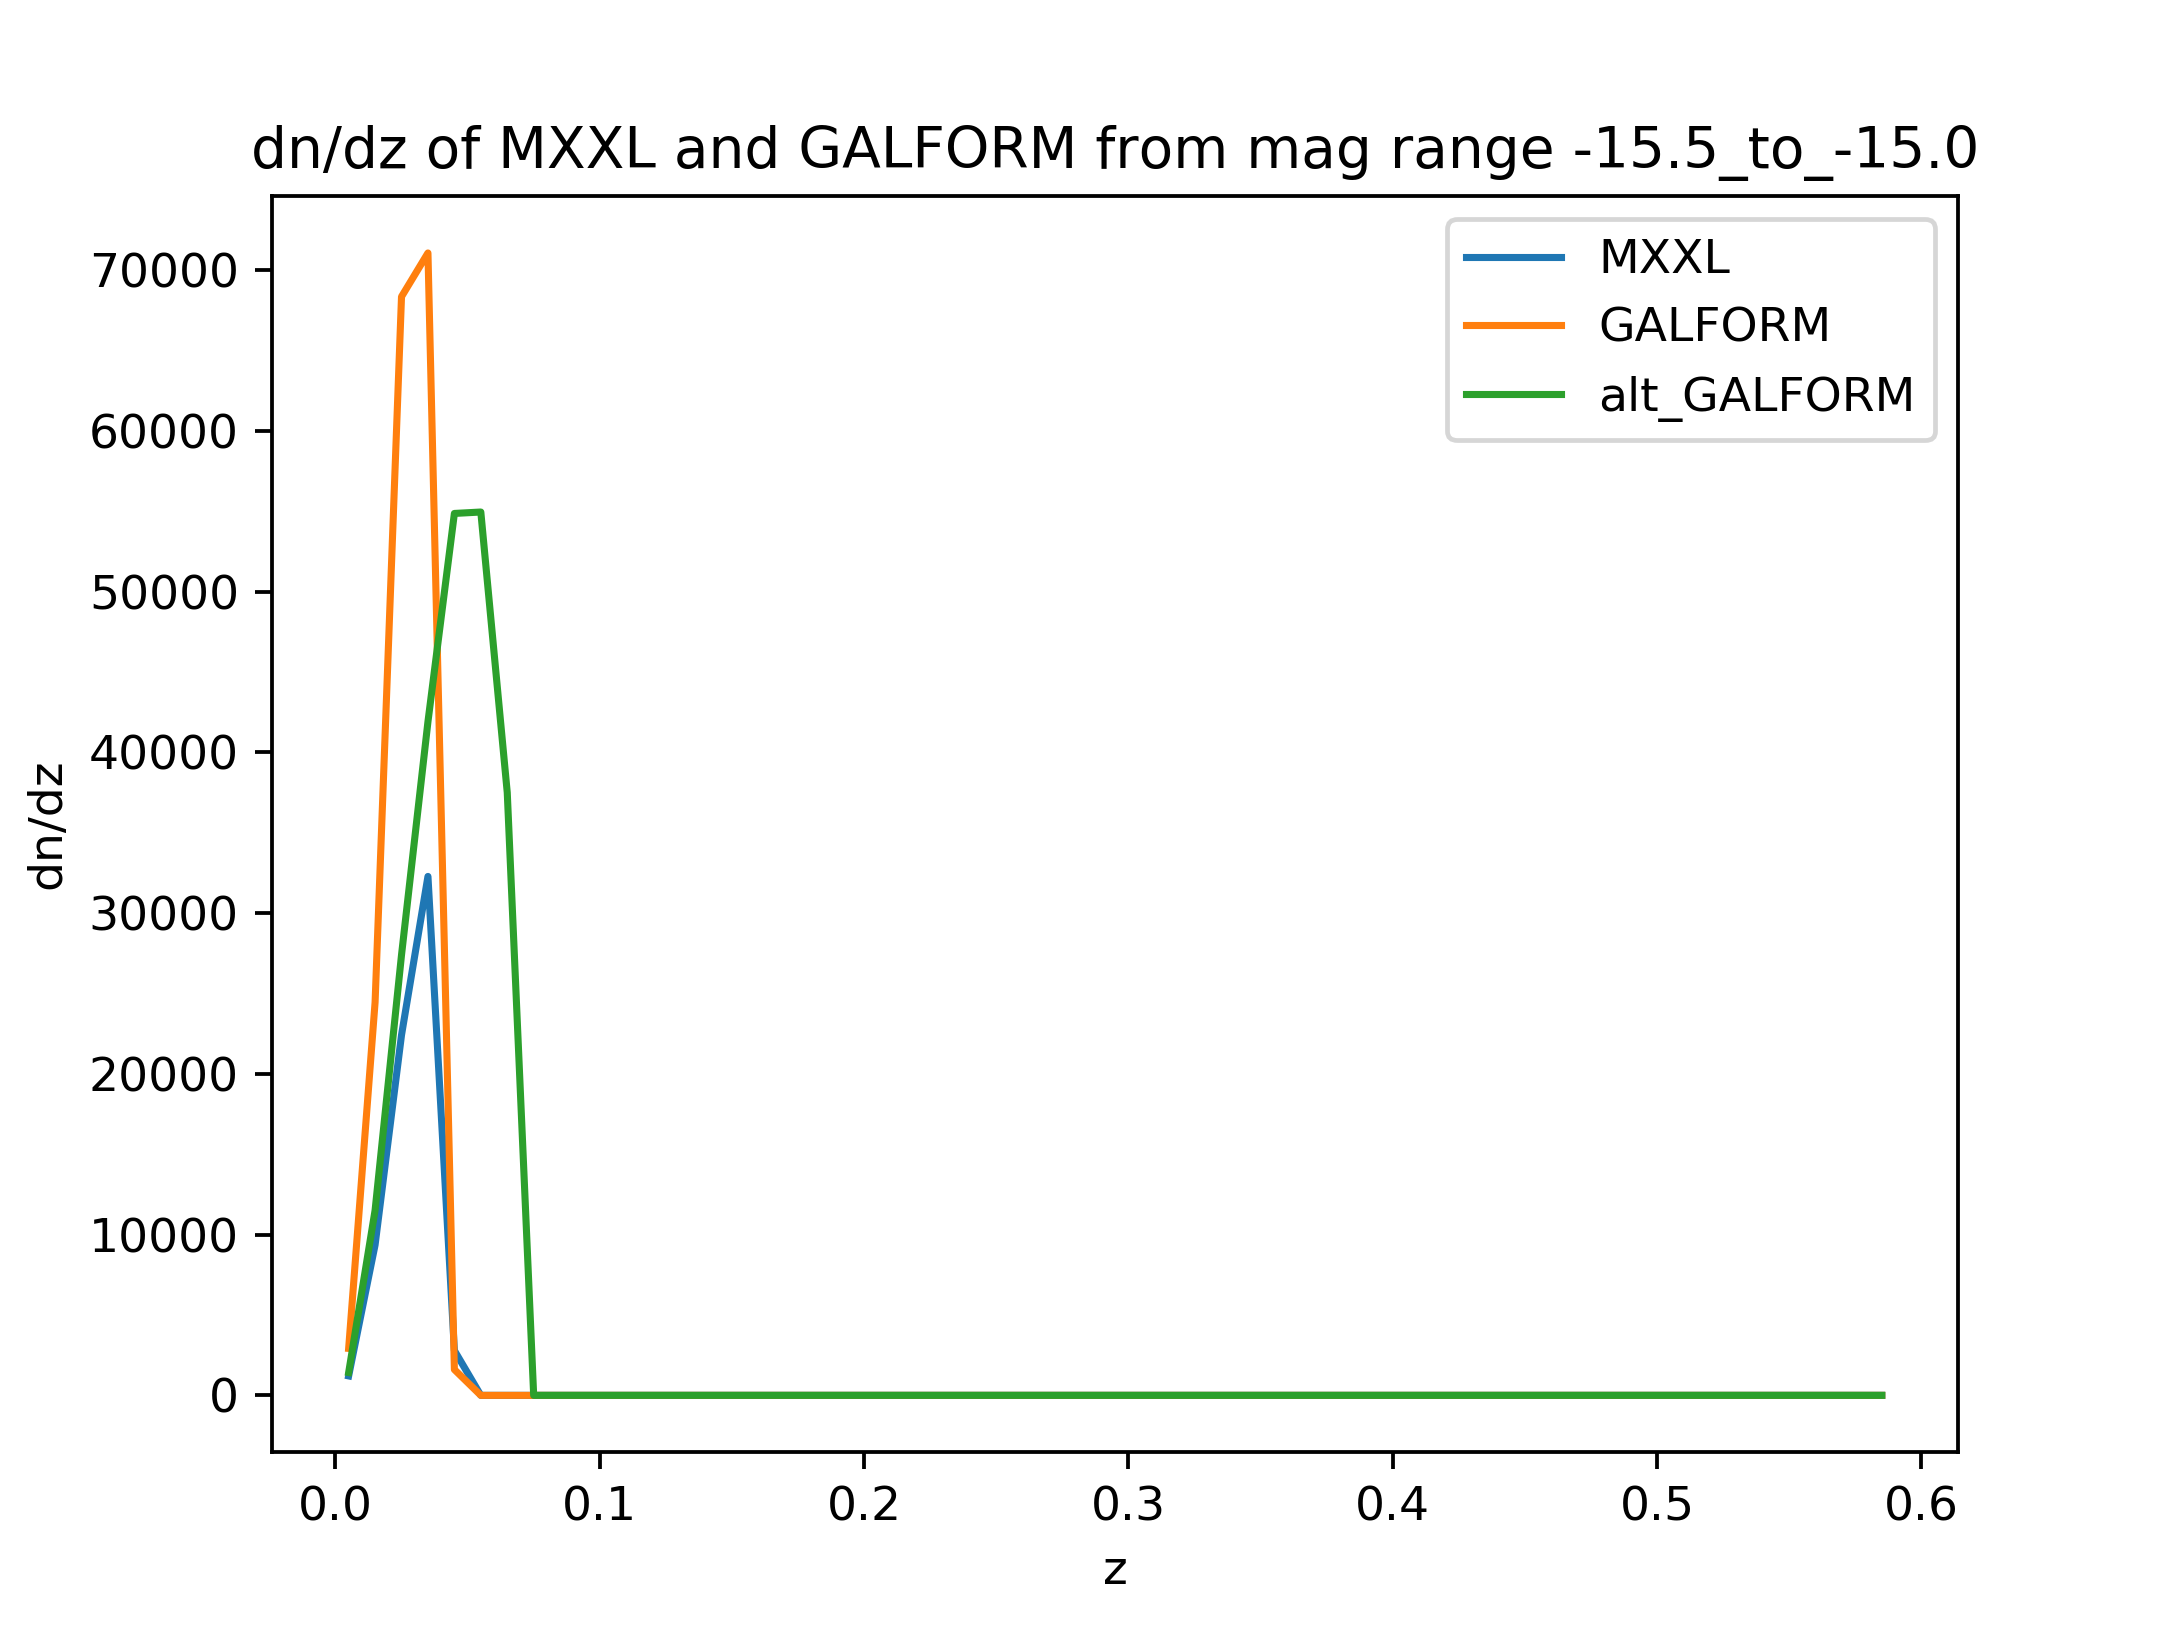 dn/dz of MXXL and GALFORM from mag range -15.5_to_-15.0
MXXL
GALFORM
alt_GALFORM
dn/dz
70000
60000
50000
40000
30000
20000
10000
0
0.0 0.1 0.2 0.3 0.4 0.5 0.6
z